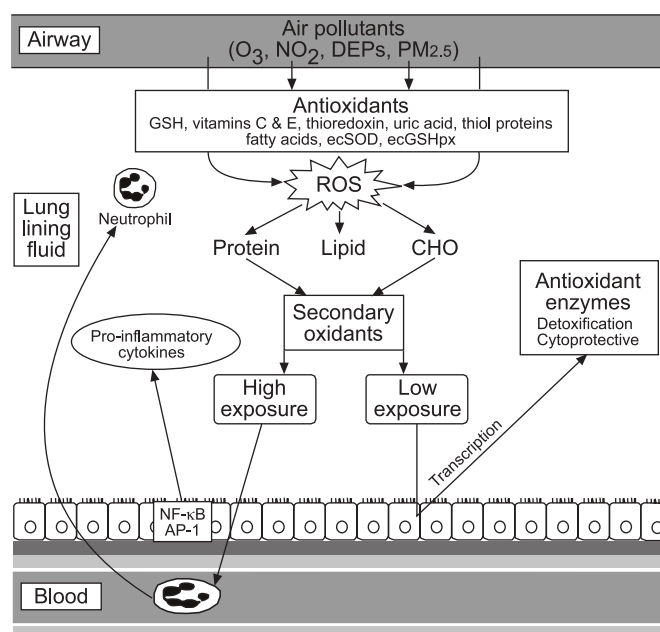 Airway
Air pollutants
(O3, NO2, DEPs, PM2.5)
Antioxidants
GSH, vitamins C & E, thioredoxin, uric acid, thiol proteins
fatty acids, ecSOD, ecGSHpx
ROS
Neutrophil
Lung
lining
fluid
Protein
Lipid
CHO
Secondary
oxidants
Antioxidant
enzymes
Detoxification
Cytoprotective
Pro-inflammatory
cytokines
High
exposure
Low
exposure
Transcription
NF-κB
AP-1
Blood